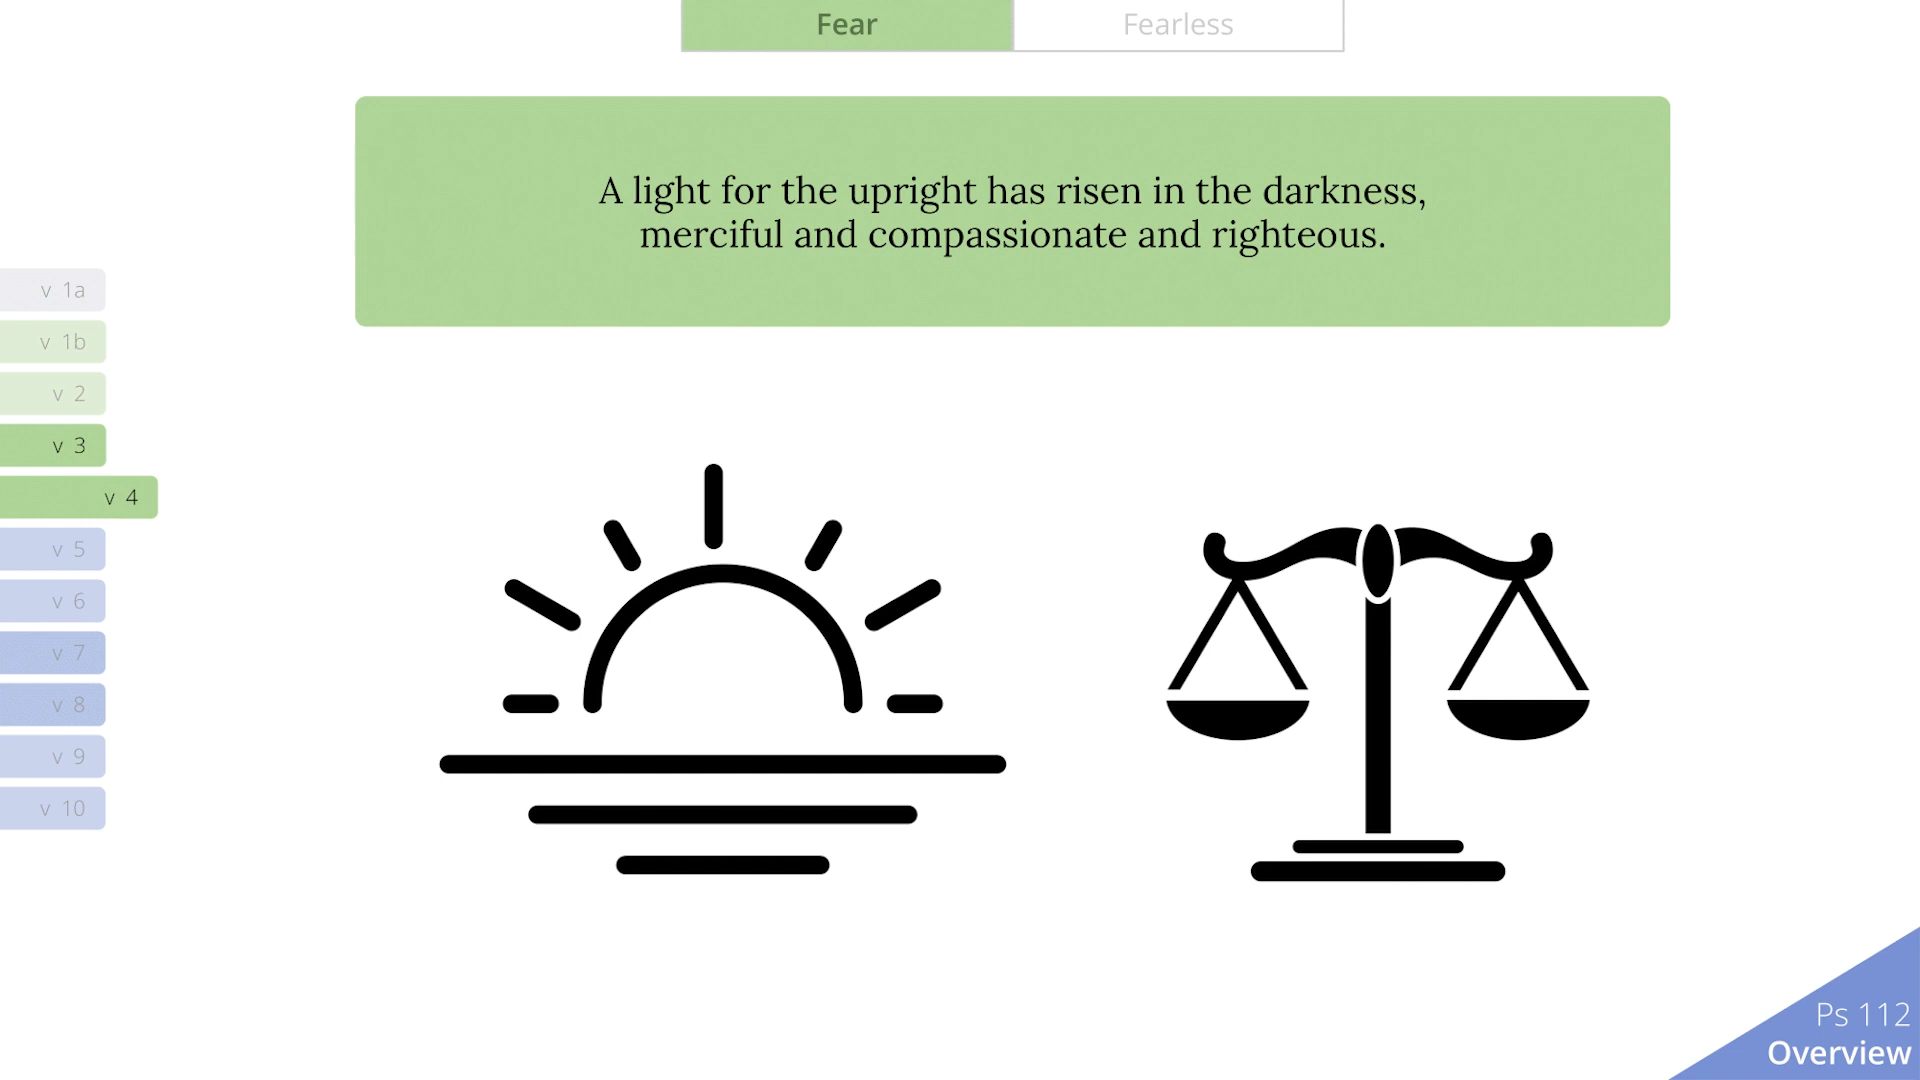 Fear
Fearless
A light for the upright has risen in the darkness,
merciful and compassionate and righteous.
v 1a
v 1b
v 2
v 3
v 4
v 5
v 6
v 7
v 8
v 9
v 10
Ps 112
Overview